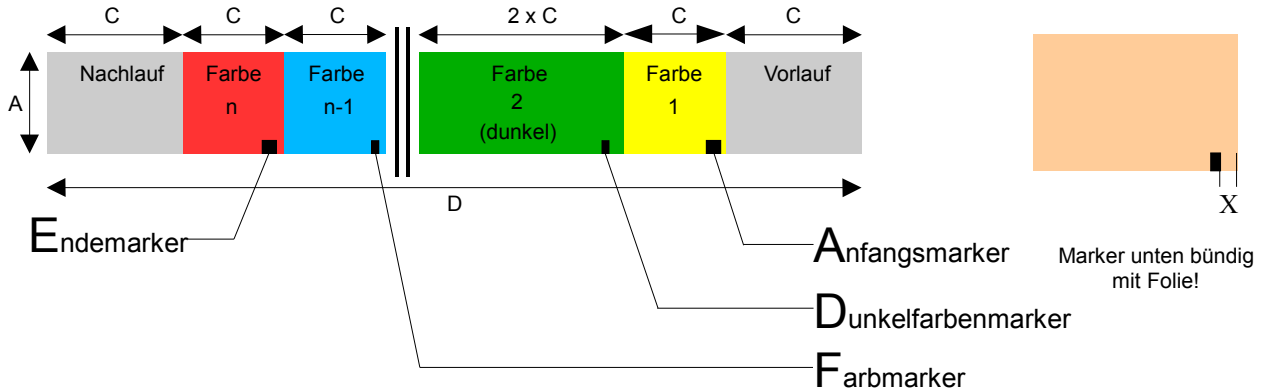 C C C 2 x C C C
A
Nachlauf Farbe Farbe Farbe Farbe Vorlauf
n n-1 2 1
(dunkel)
D
X
Endemarker
Anfangsmarker
Marker unten bündig
mit Folie!
Dunkelfarbenmarker
Farbmarker